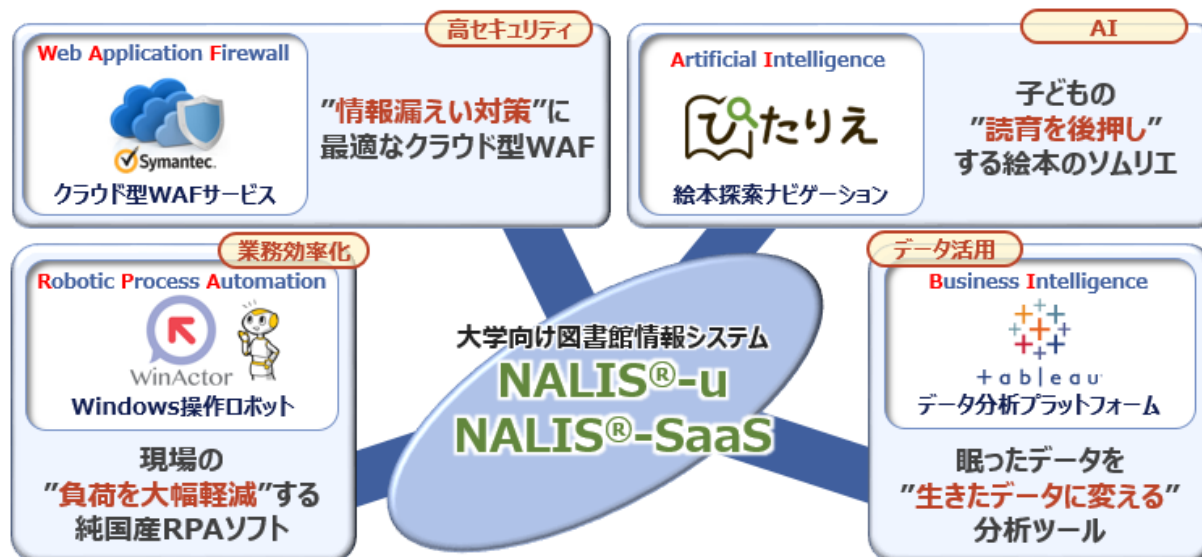 高セキュリティ
Web Application Firewall
Symantec.
クラウド型WAFサービス
”情報漏えい対策”に
最適なクラウド型WAF
AI
Artificial Intelligence
ぴたりえ
絵本探索ナビゲーション
子どもの
”読育を後押し”
する絵本のソムリエ
業務効率化
Robotic Process Automation
WinActor
Windows操作ロボット
現場の
”負荷を大幅軽減”する
純国産RPAソフト
大学向け図書館情報システム
NALIS®-u
NALIS®-SaaS
データ活用
Business Intelligence
+ableau
データ分析プラットフォーム
眠ったデータを
”生きたデータに変える”
分析ツール